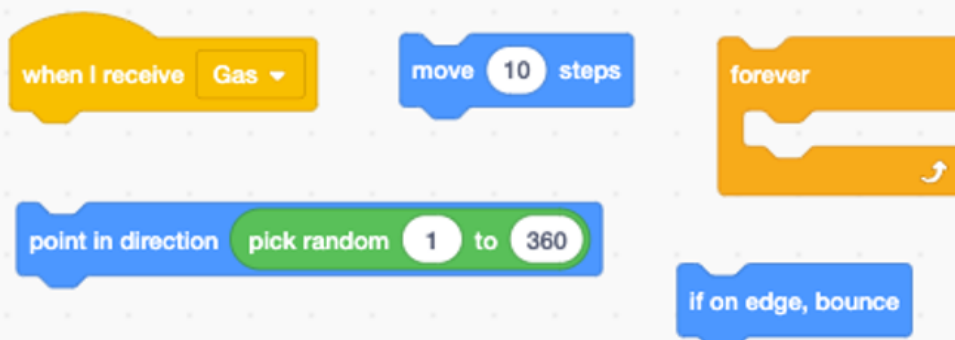 when I receive Gas
move 10 steps
forever
point in direction pick random 1 to 360
if on edge, bounce